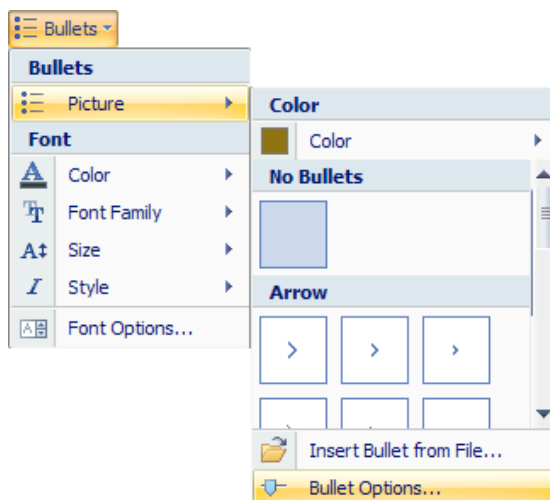 Bullets
Bullets
Picture
Font
Color
Font Family
Size
Style
Font Options...
Color
Color
No Bullets
Arrow
Insert Bullet from File...
Bullet Options...